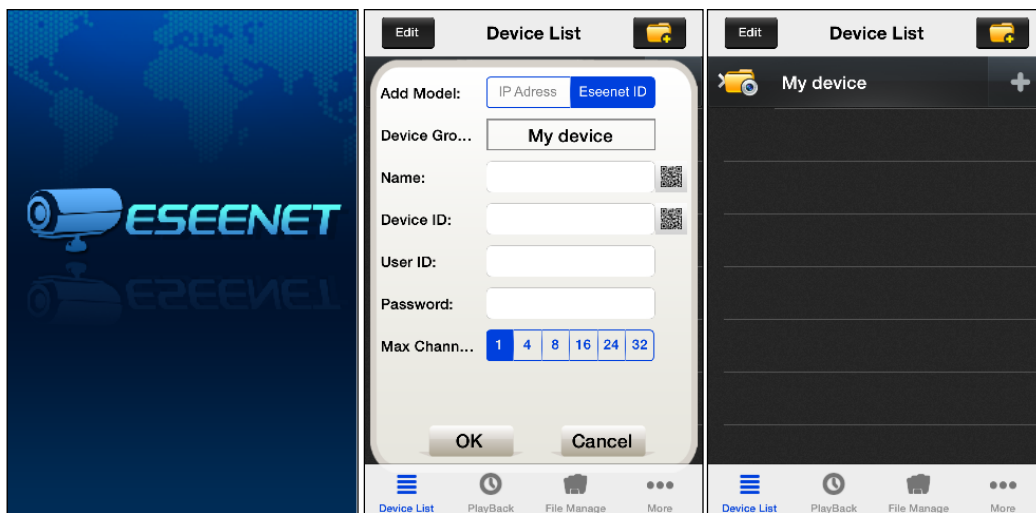 ESEENET
Edit
Device List
Add Model:
IP Adress
Eseenet ID
Device Gro...
My device
Name:
Device ID:
User ID:
Password:
Max Chann...
1
4
8
16
24
32
OK
Cancel
Device List
PlayBack
File Manage
More
Edit
Device List
My device
Device List
PlayBack
File Manage
More